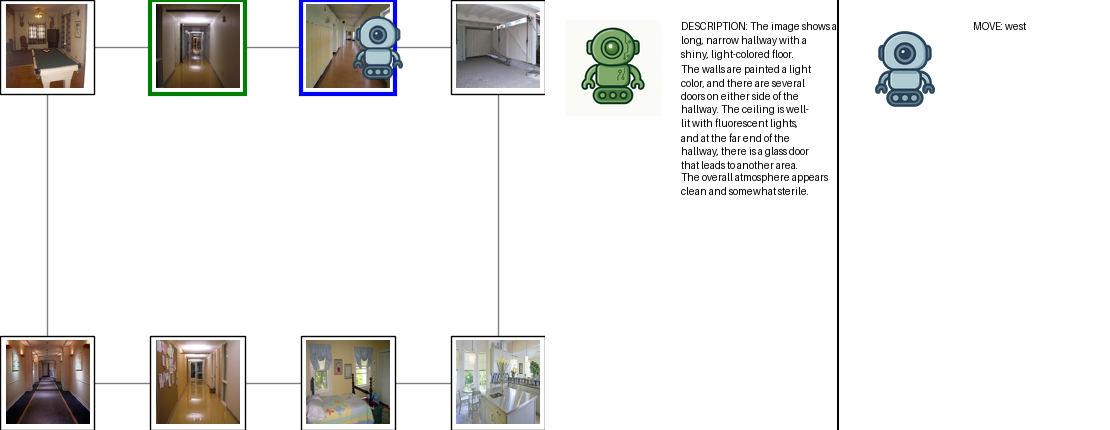 DESCRIPTION: The image shows a
long, narrow hallway with a
shiny, light-colored floor.
The walls are painted a light
color, and there are several
doors on either side of the
hallway. The ceiling is well-
lit with fluorescent lights,
and at the far end of the
hallway, there is a glass door
that leads to another area.
The overall atmosphere appears
clean and somewhat sterile.
MOVE: west